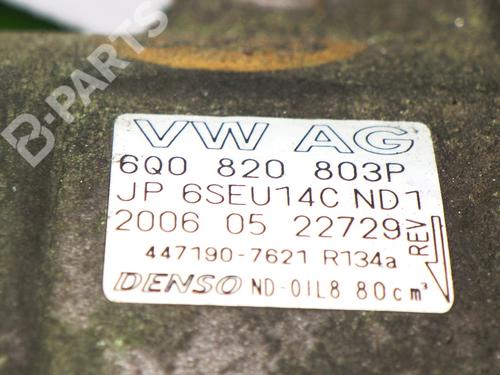 B-PARTS
VW AG
6Q0 820 803P
JP 6SEU14C ND1
2006 05 22729
REV
447190-7621 R134a
DENSO ND-OIL8 80cm³